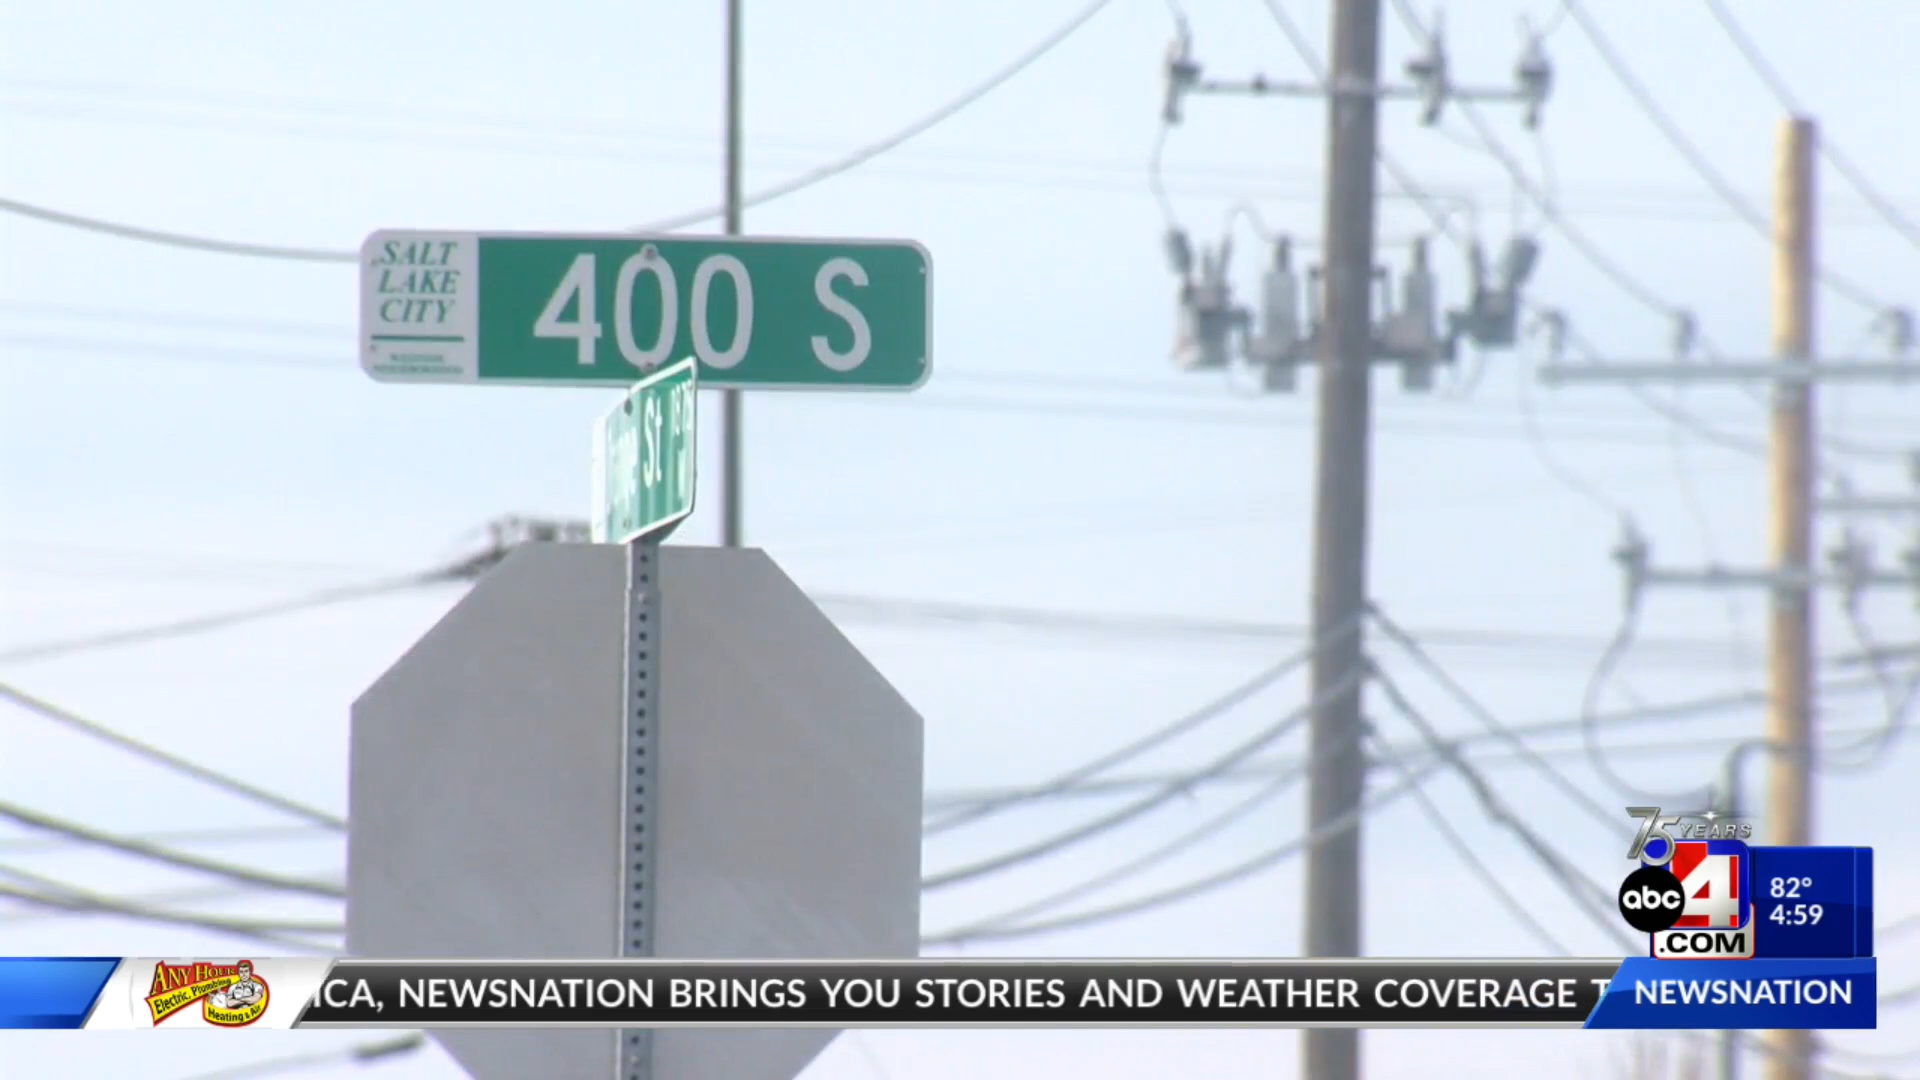 SALT
LAKE
CITY
400 S
St
75 YEARS
abc
4
.COM
82°
4:59
ANY HOUR
Electric, Plumbing
Heating & Air
ICA, NEWSNATION BRINGS YOU STORIES AND WEATHER COVERAGE T
NEWSNATION